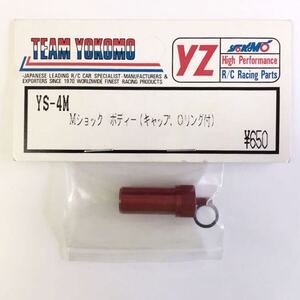 TEAM YOKOMO
-JAPANESE LEADING R/C CAR SPECIALIST-MANUFACTURERS &
EXPORTERS SINCE 1970 WORLDWIDE FINEST RACING PRODUCTS
YZ
YOKOMO
High Performance
R/C Racing Parts
YS-4M
Mショック ボディー(キャップ, Oリング付)
¥650